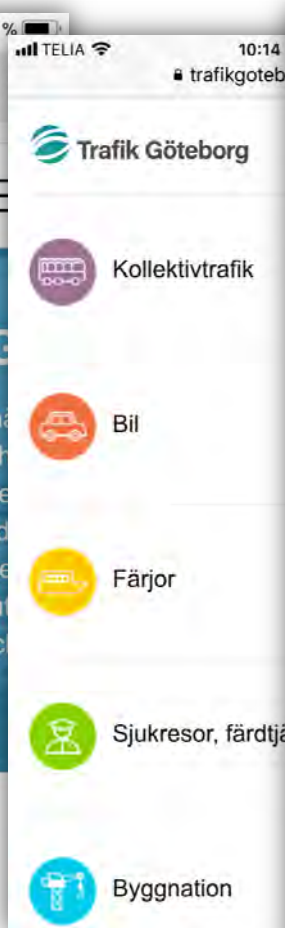 %
TELIA 10:14
trafikgoteb
Trafik Göteborg
Kollektivtrafik
Bil
Färjor
Sjukresor, färdtjä
Byggnation